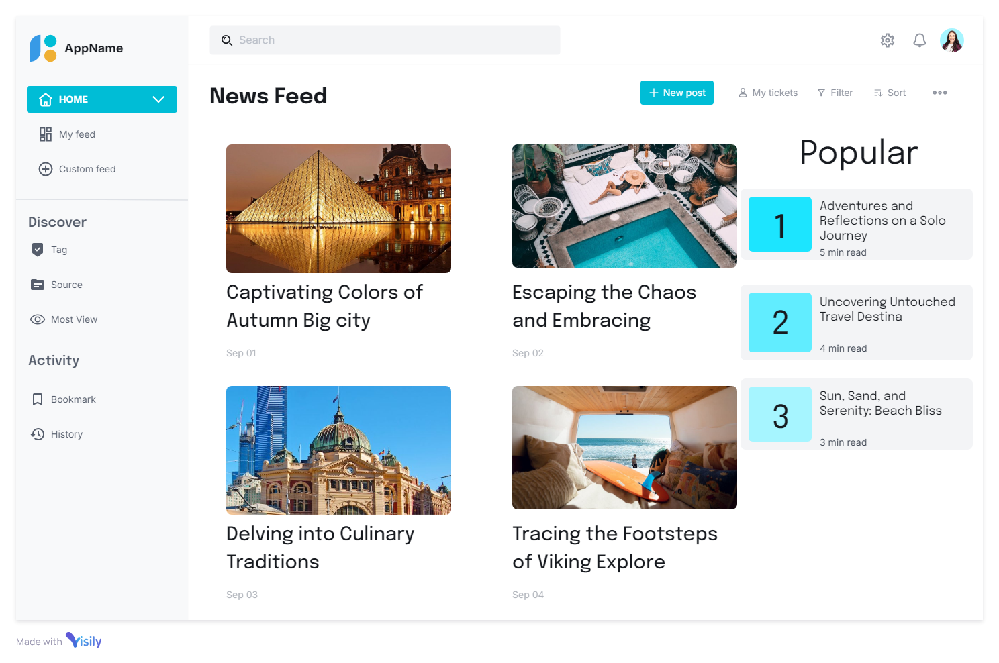 AppName
Search
HOME
My feed
Custom feed
Discover
Tag
Source
Most View
Activity
Bookmark
History
News Feed
New post
My tickets
Filter
Sort
Captivating Colors of
Autumn Big city
Sep 01
Escaping the Chaos
and Embracing
Sep 02
Delving into Culinary
Traditions
Sep 03
Tracing the Footsteps
of Viking Explore
Sep 04
Popular
1
Adventures and
Reflections on a Solo
Journey
5 min read
2
Uncovering Untouched
Travel Destina
4 min read
3
Sun, Sand, and
Serenity: Beach Bliss
3 min read
Made with Visily